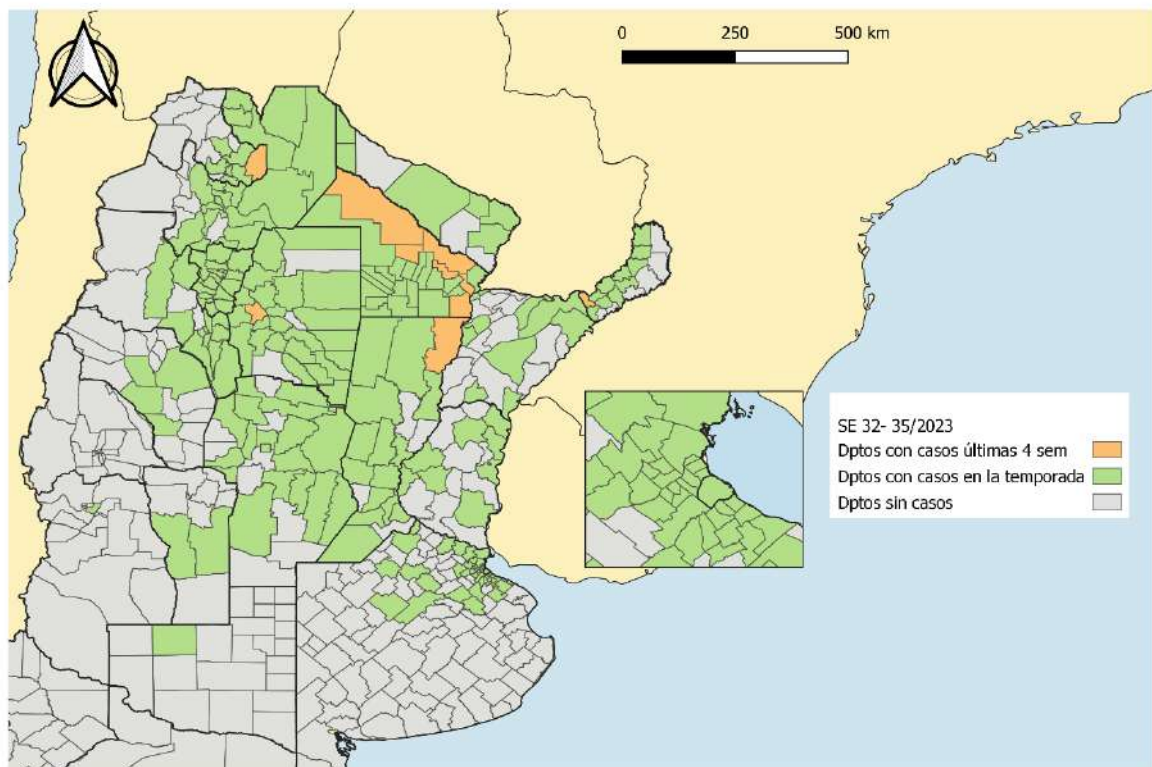 0 250 500 km
SE 32- 35/2023
Dptos con casos últimas 4 sem
Dptos con casos en la temporada
Dptos sin casos